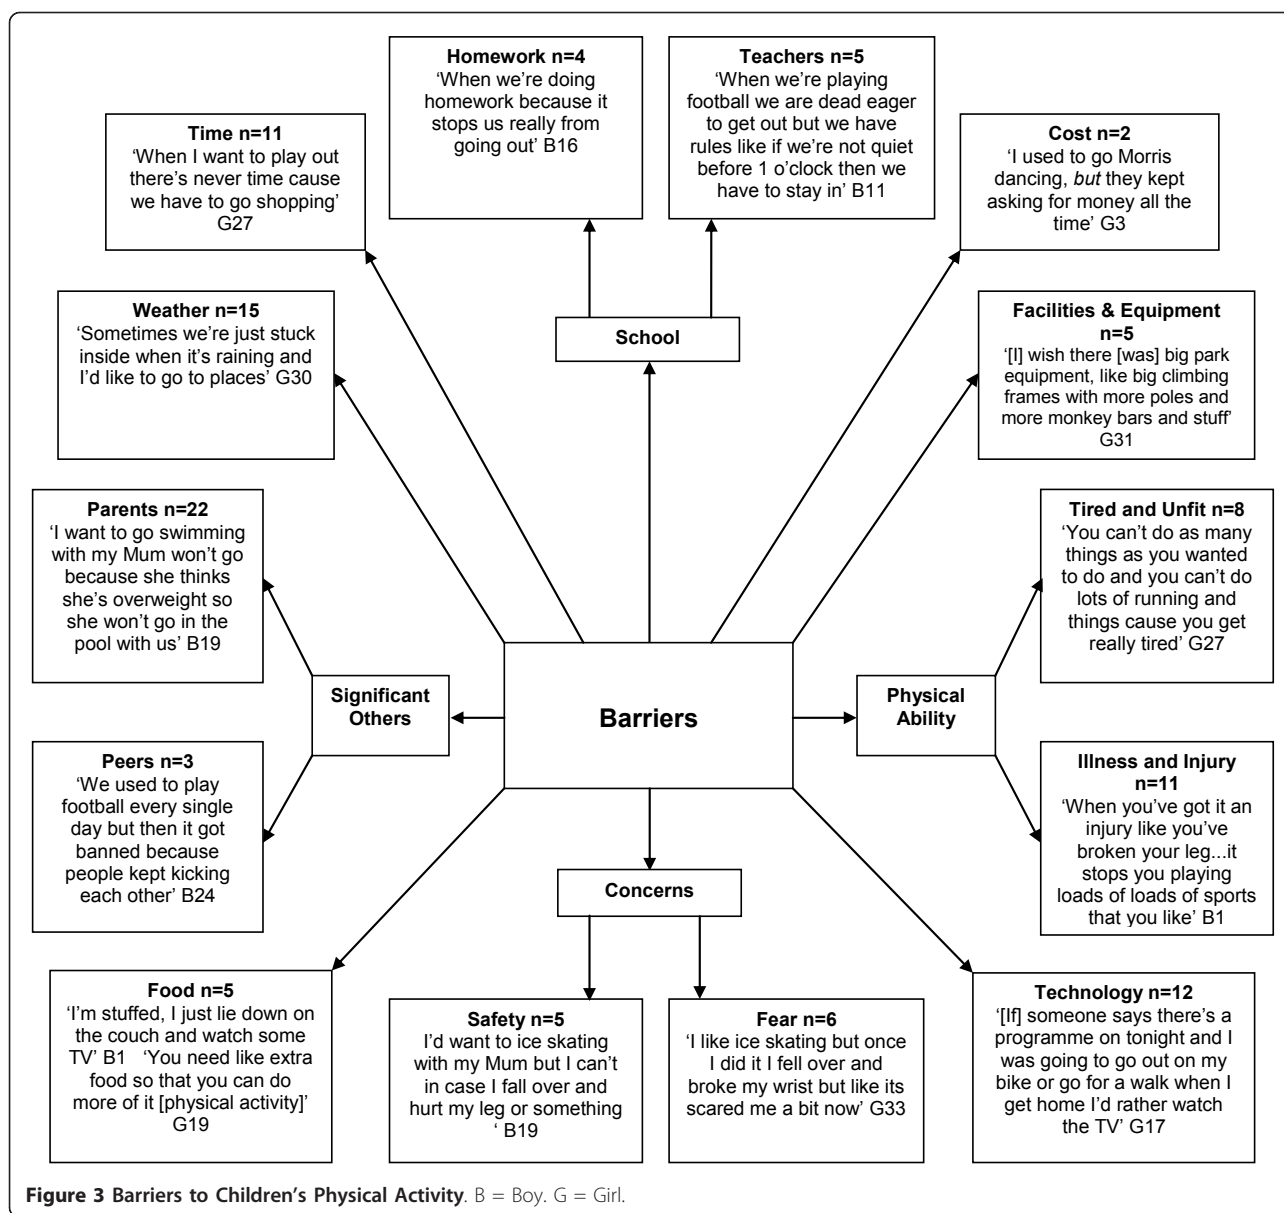 Homework n=4
‘When we’re doing
homework because it
stops us really from
going out’ B16
Teachers n=5
‘When we’re playing
football we are dead eager
to get out but we have
rules like if we’re not quiet
before 1 o’clock then we
have to stay in’ B11
Time n=11
‘When I want to play out
there’s never time cause
we have to go shopping’
G27
Cost n=2
‘I used to go Morris
dancing, but they kept
asking for money all the
time’ G3
Weather n=15
‘Sometimes we’re just stuck
inside when it’s raining and
I’d like to go to places’ G30
School
Facilities & Equipment
n=5
‘[I] wish there [was] big park
equipment, like big climbing
frames with more poles and
more monkey bars and stuff’
G31
Parents n=22
‘I want to go swimming
with my Mum won’t go
because she thinks
she’s overweight so
she won’t go in the
pool with us’ B19
Tired and Unfit n=8
‘You can’t do as many
things as you wanted
to do and you can’t do
lots of running and
things cause you get
really tired’ G27
Significant
Others
Barriers
Physical
Ability
Peers n=3
‘We used to play
football every single
day but then it got
banned because
people kept kicking
each other’ B24
Illness and Injury
n=11
‘When you’ve got it an
injury like you’ve
broken your leg...it
stops you playing
loads of loads of sports
that you like’ B1
Concerns
Food n=5
‘I’m stuffed, I just lie down on
the couch and watch some
TV’ B1 ‘You need like extra
food so that you can do
more of it [physical activity]’
G19
Safety n=5
I’d want to ice skating
with my Mum but I can’t
in case I fall over and
hurt my leg or something
‘ B19
Fear n=6
‘I like ice skating but once
I did it I fell over and
broke my wrist but like its
scared me a bit now’ G33
Technology n=12
‘[If] someone says there’s a
programme on tonight and I
was going to go out on my
bike or go for a walk when I
get home I’d rather watch
the TV’ G17
Figure 3 Barriers to Children’s Physical Activity. B = Boy. G = Girl.